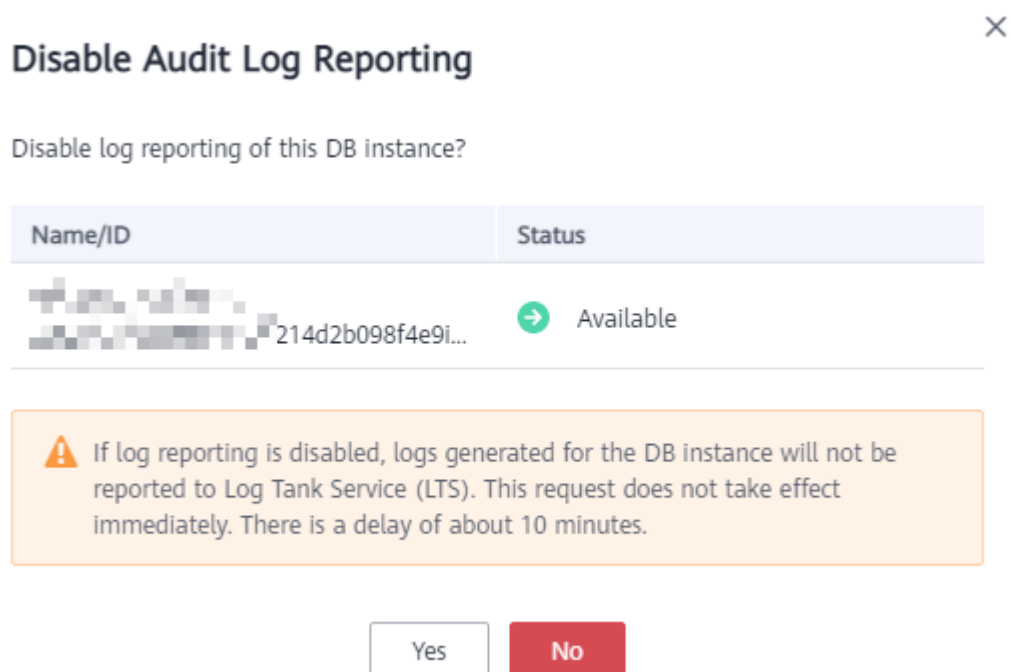 Disable Audit Log Reporting
Disable log reporting of this DB instance?
Name/ID Status
214d2b098f4e9i...
Available
If log reporting is disabled, logs generated for the DB instance will not be
reported to Log Tank Service (LTS). This request does not take effect
immediately. There is a delay of about 10 minutes.
Yes No